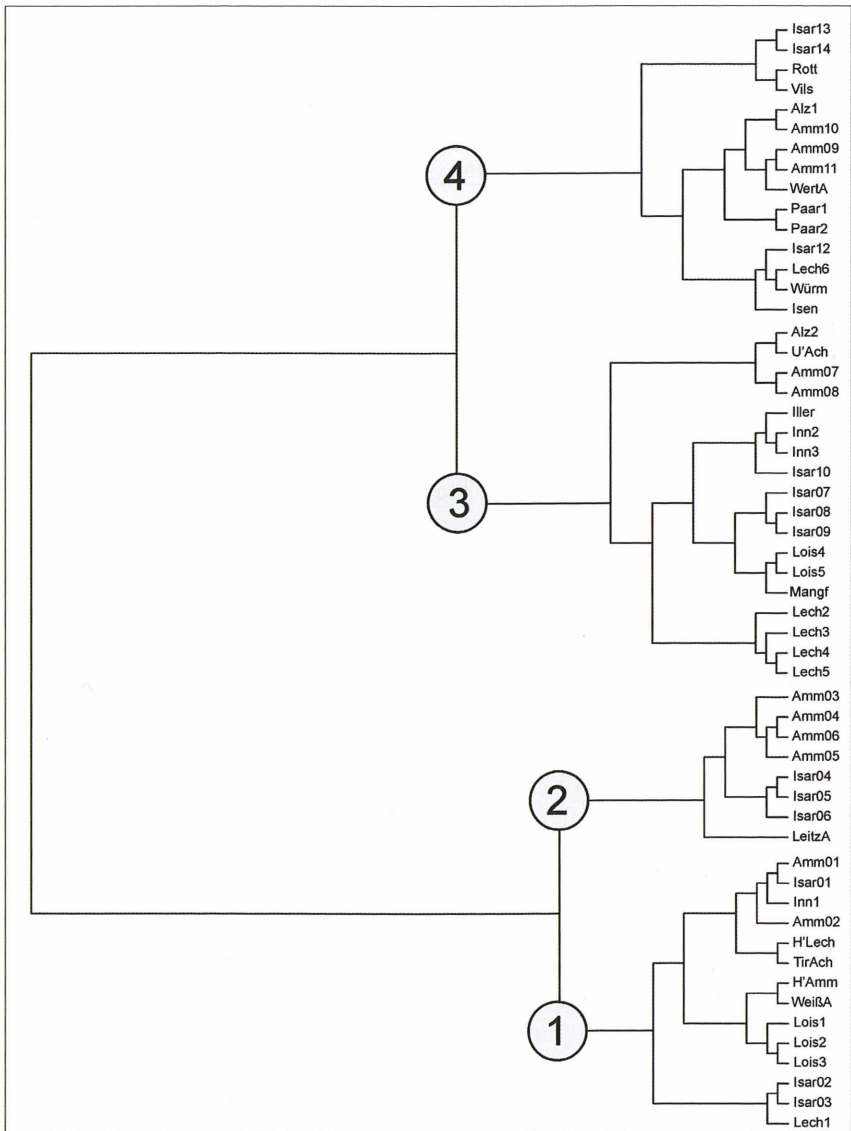 Isar13
Isar14
Rott
Vils
Alz1
Amm10
Amm09
Amm11
WertA
Paar1
Paar2
Isar12
Lech6
Würm
Isen
4
Alz2
U'Ach
Amm07
Amm08
Iller
Inn2
Inn3
Isar10
Isar07
Isar08
Isar09
Lois4
Lois5
Mangf
Lech2
Lech3
Lech4
Lech5
3
Amm03
Amm04
Amm06
Amm05
Isar04
Isar05
Isar06
LeitzA
2
Amm01
Isar01
Inn1
Amm02
H'Lech
TirAch
H'Amm
WeißA
Lois1
Lois2
Lois3
Isar02
Isar03
Lech1
1